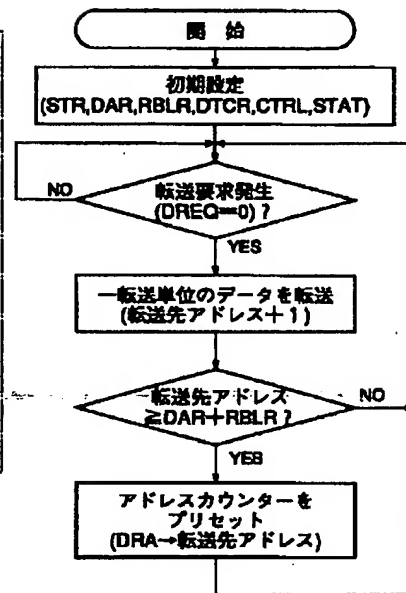 開 始
初期設定
(STR,DAR,RBLR,DTCR,CTRL,STAT)
転送要求発生
(DREQ=0)?
NO
YES
一転送単位のデータを転送
(転送先アドレス+1)
転送先アドレス
≧DAR+RBLR?
NO
YES
アドレスカウンターを
プリセット
(DRA→転送先アドレス)